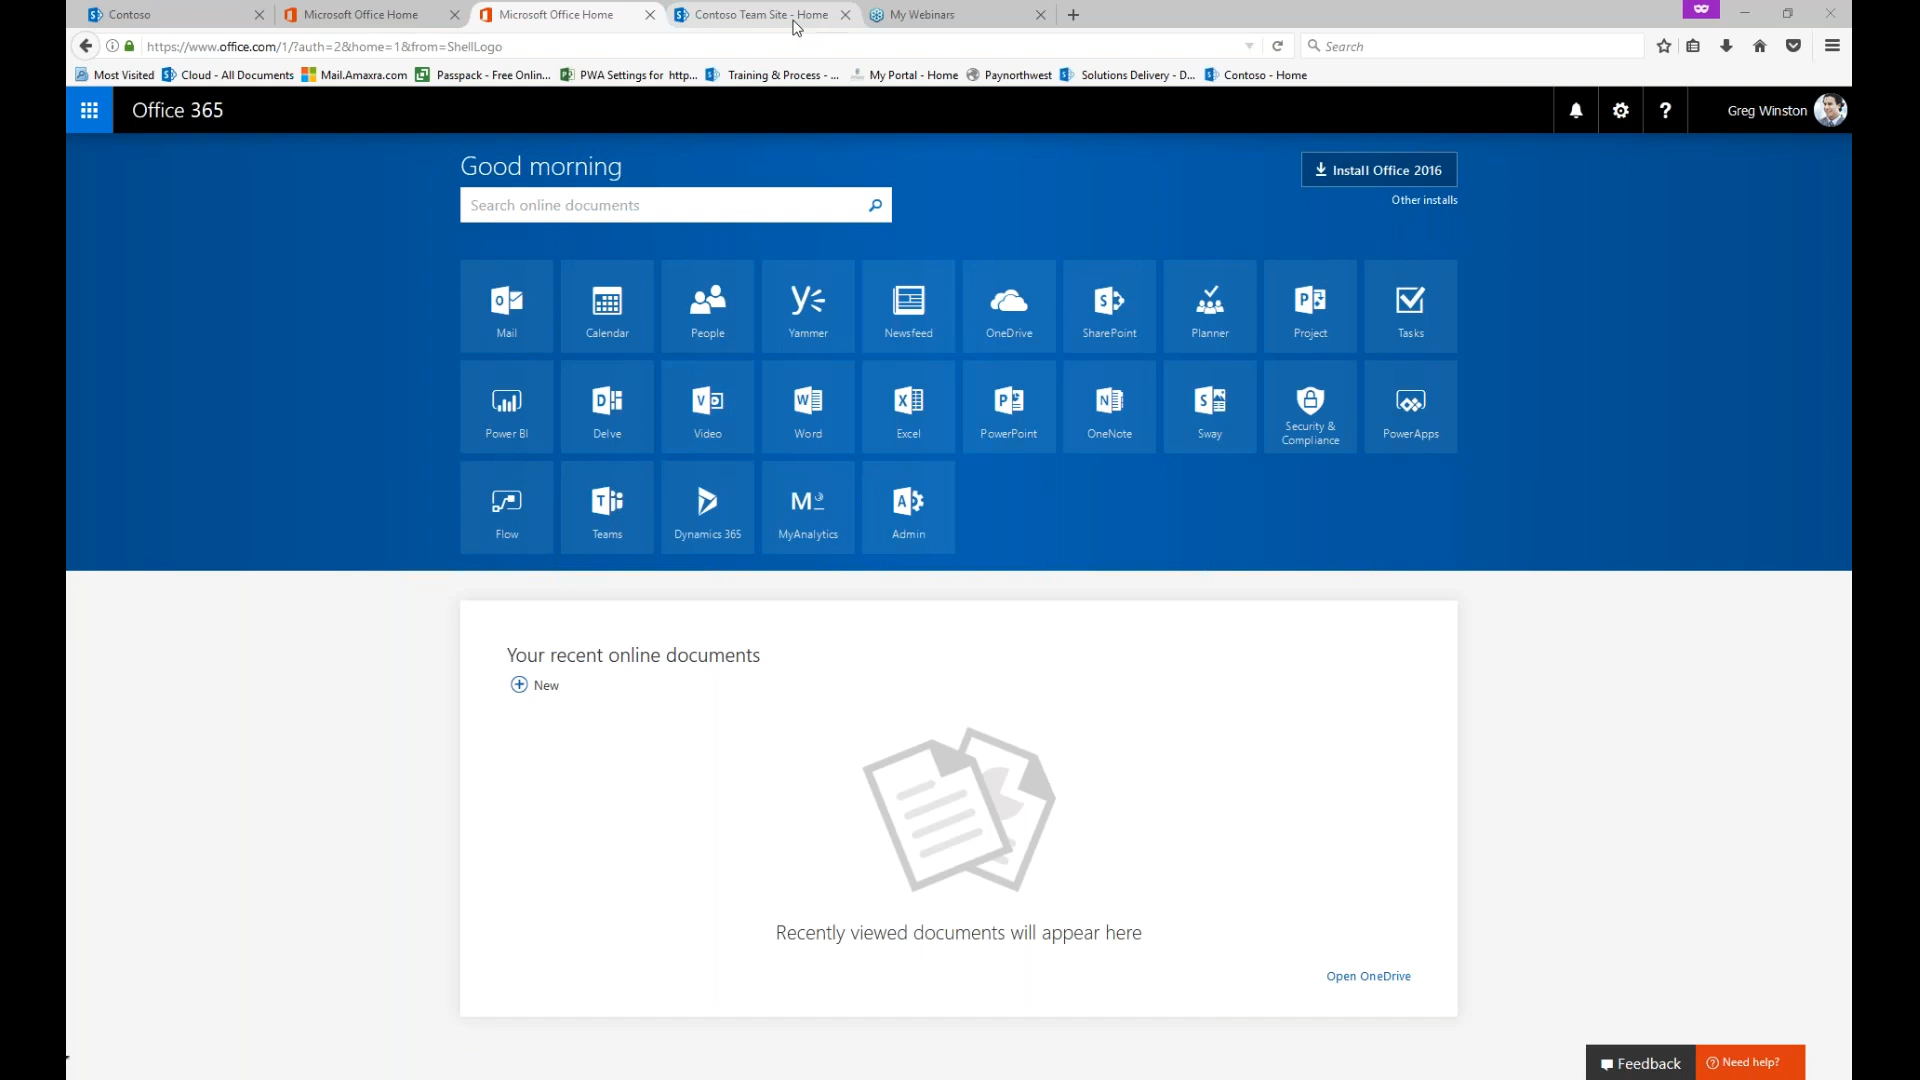 Contoso
Microsoft Office Home
Microsoft Office Home
Contoso Team Site - Home
My Webinars
https://www.office.com/1/?auth=2&home=1&from=ShellLogo
Search
Most Visited
Cloud - All Documents
Mail.Amaxra.com
Passpack - Free Onlin...
PWA Settings for http...
Training & Process - ...
My Portal - Home
Paynorthwest
Solutions Delivery - D...
Contoso - Home
Office 365
Greg Winston
Good morning
Install Office 2016
Search online documents
Other installs
Mail
Calendar
People
Yammer
Newsfeed
OneDrive
SharePoint
Planner
Project
Tasks
Power BI
Delve
Video
Word
Excel
PowerPoint
OneNote
Sway
Security &
Compliance
PowerApps
Flow
Teams
Dynamics 365
MyAnalytics
Admin
Your recent online documents
New
Recently viewed documents will appear here
Open OneDrive
Feedback
Need help?